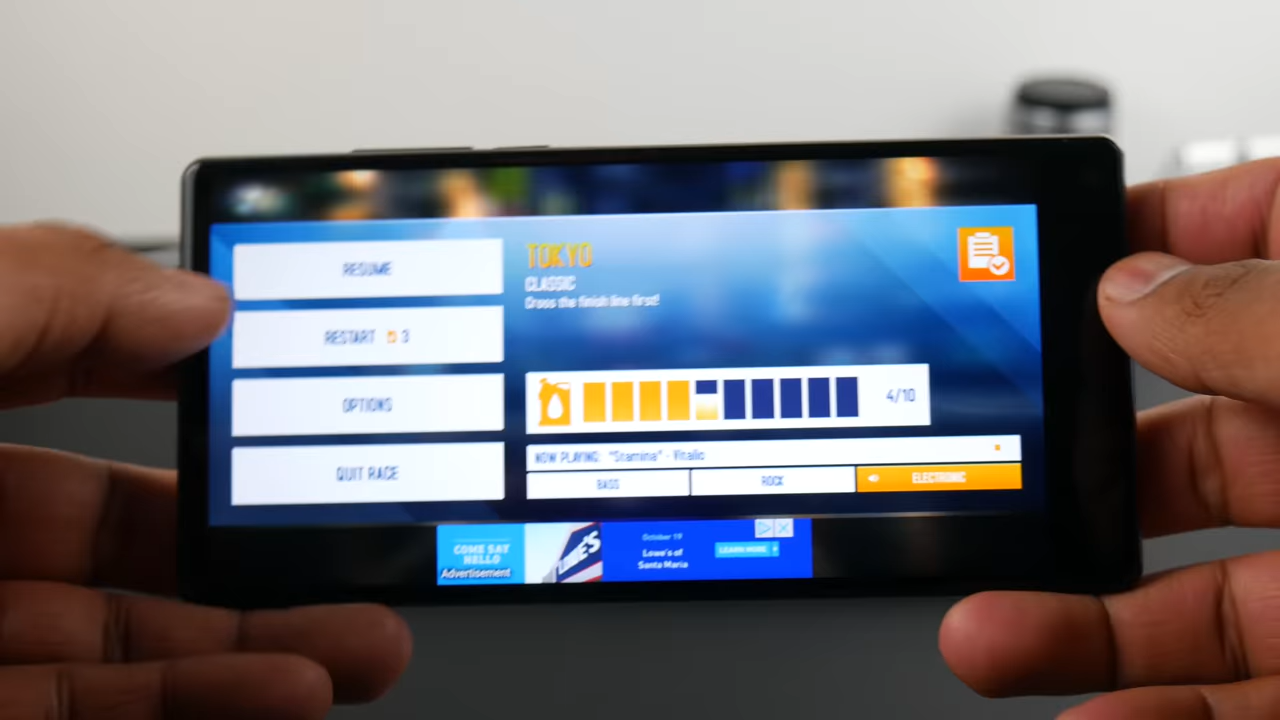 RESUME
RESTART 3
OPTIONS
QUIT RACE
TOKYO
CLASSIC
Cross the finish line first!
4/10
NOW PLAYING: "Stamina" - Vitalic
BASS
ROCK
ELECTRONIC
COME SAY
HELLO
Advertisement
LOWE'S
October 19
Lowe's of
Santa Maria
LEARN MORE